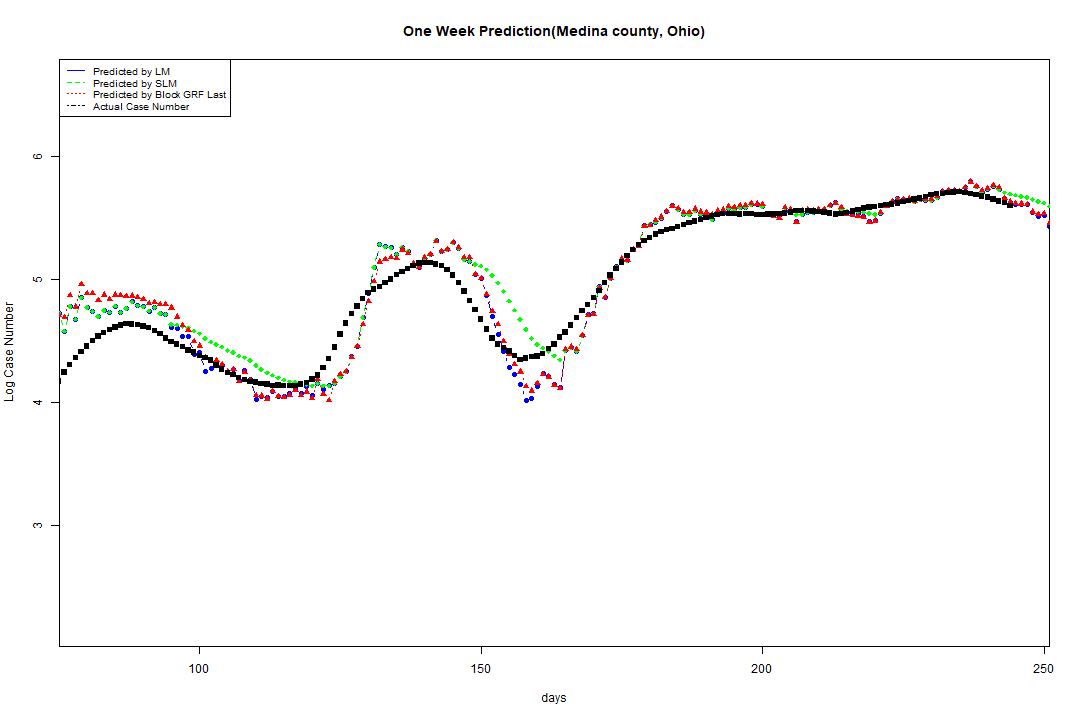 One Week Prediction(Medina county, Ohio)
Predicted by LM
Predicted by SLM
Predicted by Block GRF Last
Actual Case Number
6
5
4
3
Log Case Number
100 150 200 250
days